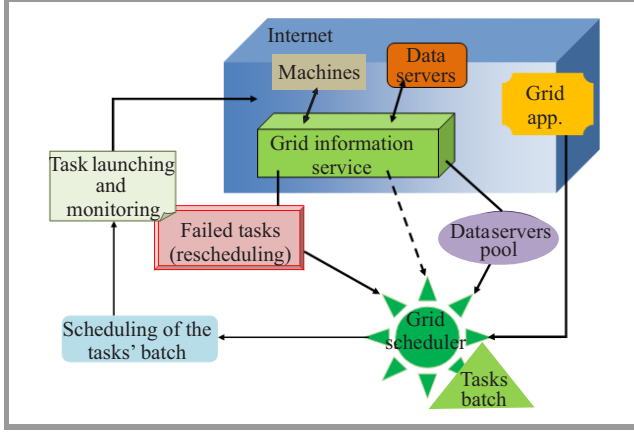 Internet
Machines
Data
servers
Grid
app.
Grid information
service
Task launching
and
monitoring
Failed tasks
(rescheduling)
Dataservers
pool
Scheduling of the
tasks' batch
Grid
scheduler
Tasks
batch